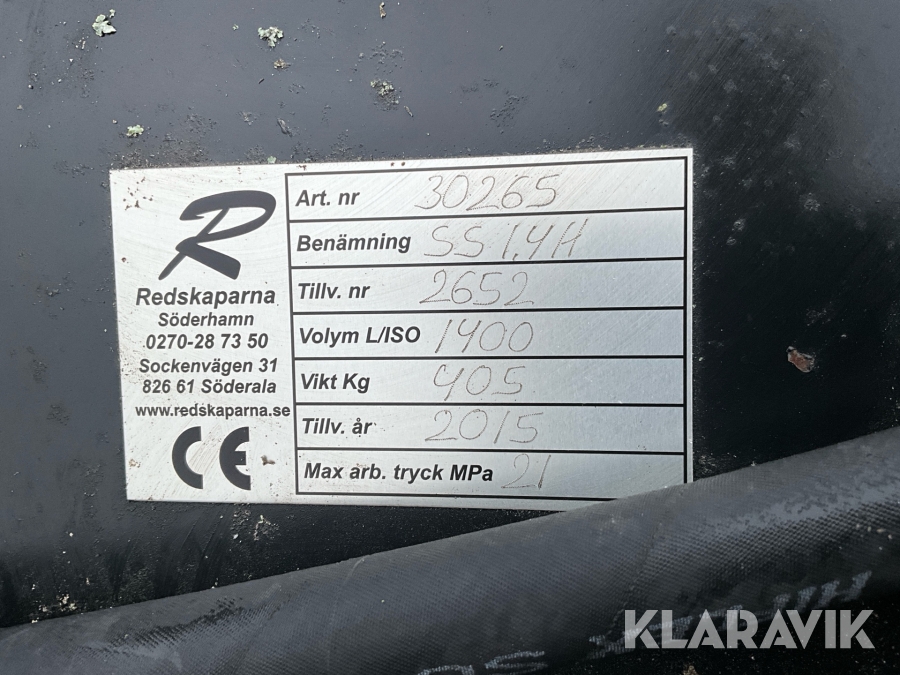 R
Redskaparna
Söderhamn
0270-28 73 50
Sockenvägen 31
826 61 Söderala
www.redskaparna.se
CE
Art. nr 30265
Benämning SS 1.4H
Tillv. nr 2652
Volym L/ISO 1400
Vikt Kg 405
Tillv. år 2015
Max arb. tryck MPa 21
KLARAVIK